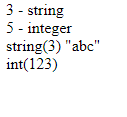 3 - string
5 - integer
string(3) "abc"
int(123)